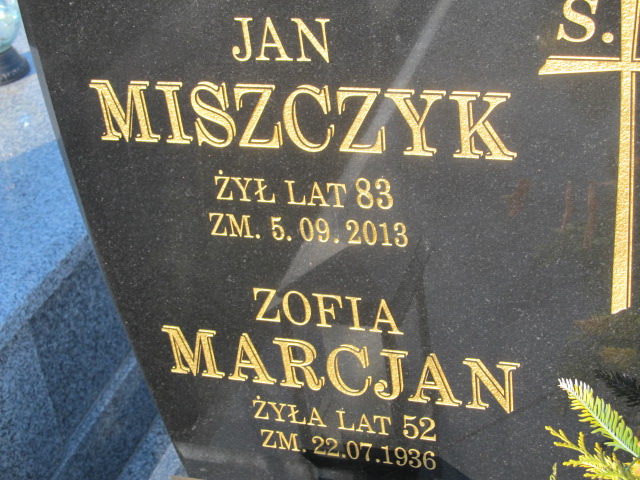 S.
JAN
MISZCZYK
ŻYŁ LAT 83
ZM. 5.09.2013
ZOFIA
MARCJAN
ŻYŁA LAT 52
ZM. 22.07.1936